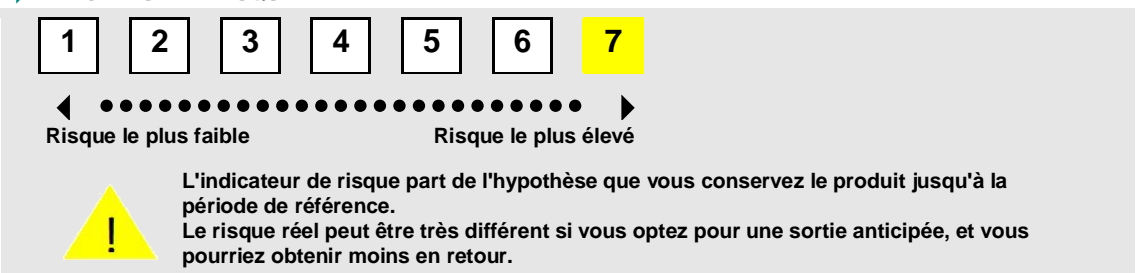 1 2 3 4 5 6 7
Risque le plus faible Risque le plus élevé
L'indicateur de risque part de l'hypothèse que vous conservez le produit jusqu'à la
période de référence.
Le risque réel peut être très différent si vous optez pour une sortie anticipée, et vous
pourriez obtenir moins en retour.